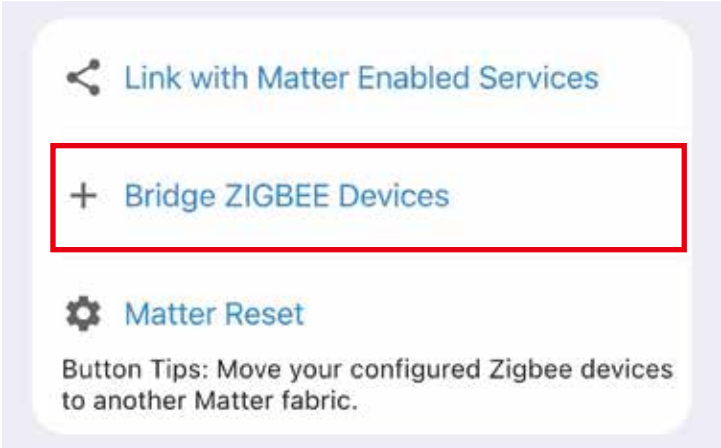 Link with Matter Enabled Services
Bridge ZIGBEE Devices
Matter Reset
Button Tips: Move your configured Zigbee devices
to another Matter fabric.